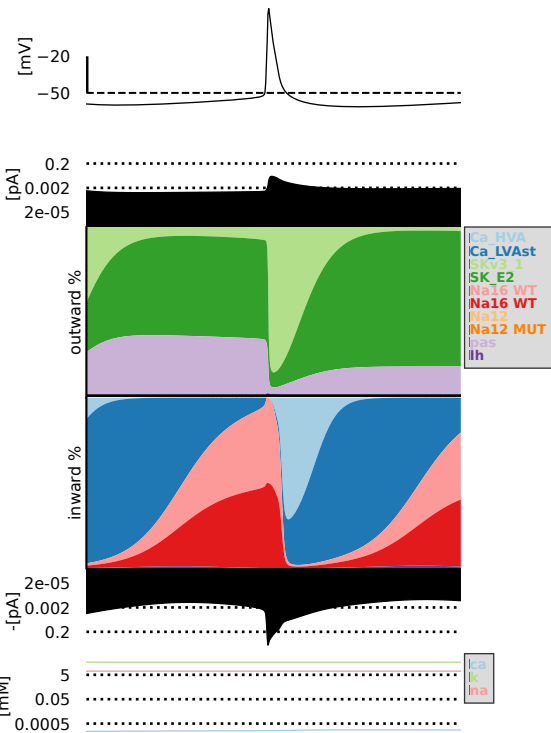 [mV]
−20
−50
[pA]
0.2
0.002
2e-05
outward %
Ca_HVA
Ca_LVAst
SKv3_1
SK_E2
Na16 WT
Na16 WT
Na12
Na12 MUT
pas
Ih
inward %
-[pA]
2e-05
0.002
0.2
[mM]
5
0.05
0.0005
ca
k
na